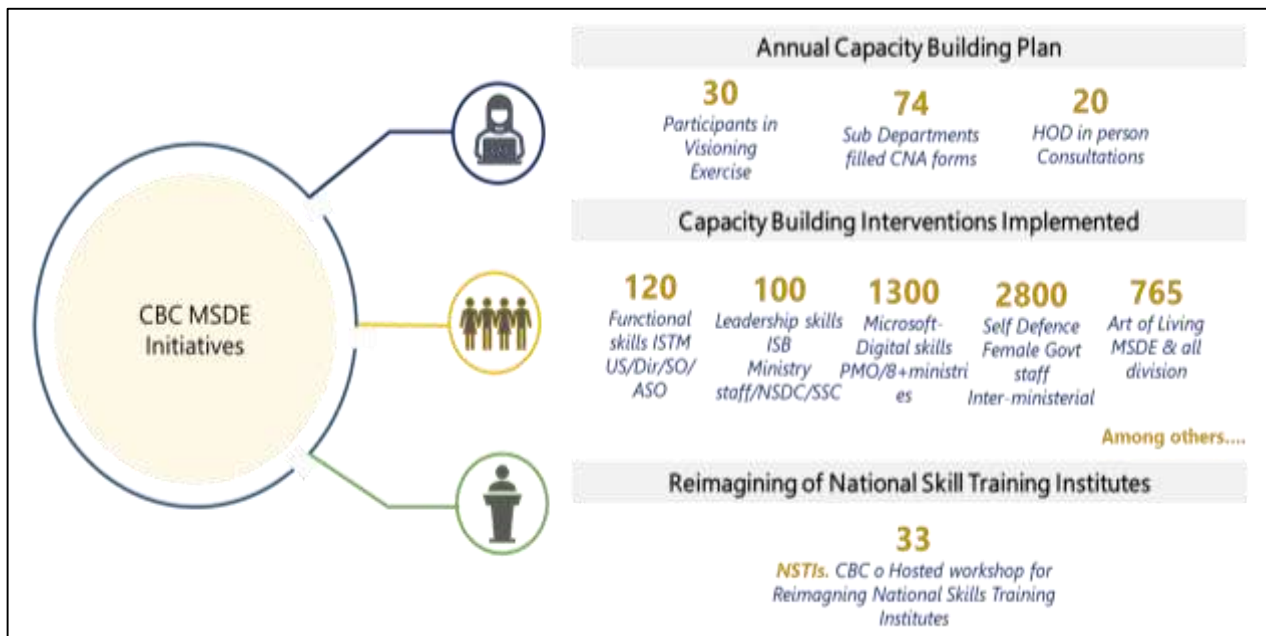 CBC MSDE
Initiatives
Annual Capacity Building Plan
30
Participants in
Visioning
Exercise
74
Sub Departments
filled CNA forms
20
HOD in person
Consultations
Capacity Building Interventions Implemented
120
Functional
skills ISTM
US/Dir/SO/
ASO
100
Leadership skills
ISB
Ministry
staff/NSDC/SSC
1300
Microsoft-
Digital skills
PMO/8+ministri
es
2800
Self Defence
Female Govt
staff
Inter-ministerial
765
Art of Living
MSDE & all
division
Among others....
Reimagining of National Skill Training Institutes
33
NSTIs. CBC o Hosted workshop for
Reimagning National Skills Training
Institutes